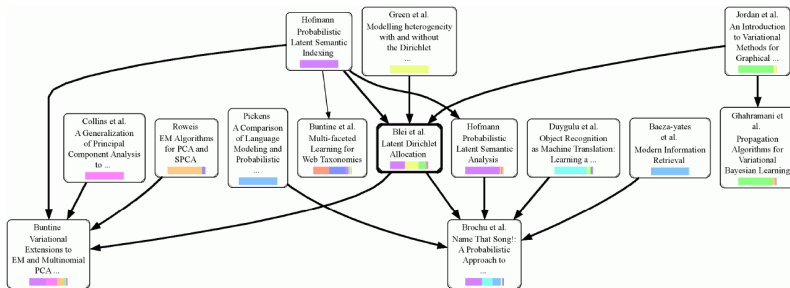 Hofmann
Probabilistic
Latent Semantic
Indexing
Green et al.
Modelling heterogeneity
with and without
the Dirichlet
...
Jordan et al.
An Introduction
to Variational
Methods for
Graphical ...
Collins et al.
A Generalization
of Principal
Component Analysis
to ...
Roweis
EM Algorithms
for PCA and
SPCA
Pickens
A Comparison
of Language
Modeling and
Probabilistic
...
Buntine et al.
Multi-faceted
Learning for
Web Taxonomies
Blei et al.
Latent Dirichlet
Allocation
Hofmann
Probabilistic
Latent Semantic
Analysis
Duygulu et al.
Object Recognition
as Machine Translation:
Learning a ...
Baeza-yates
et al.
Modern Information
Retrieval
Ghahramani et
al.
Propagation
Algorithms for
Variational
Bayesian Learning
Buntine
Variational
Extensions to
EM and Multinomial
PCA ...
Brochu et al.
Name That Song!:
A Probabilistic
Approach to
...